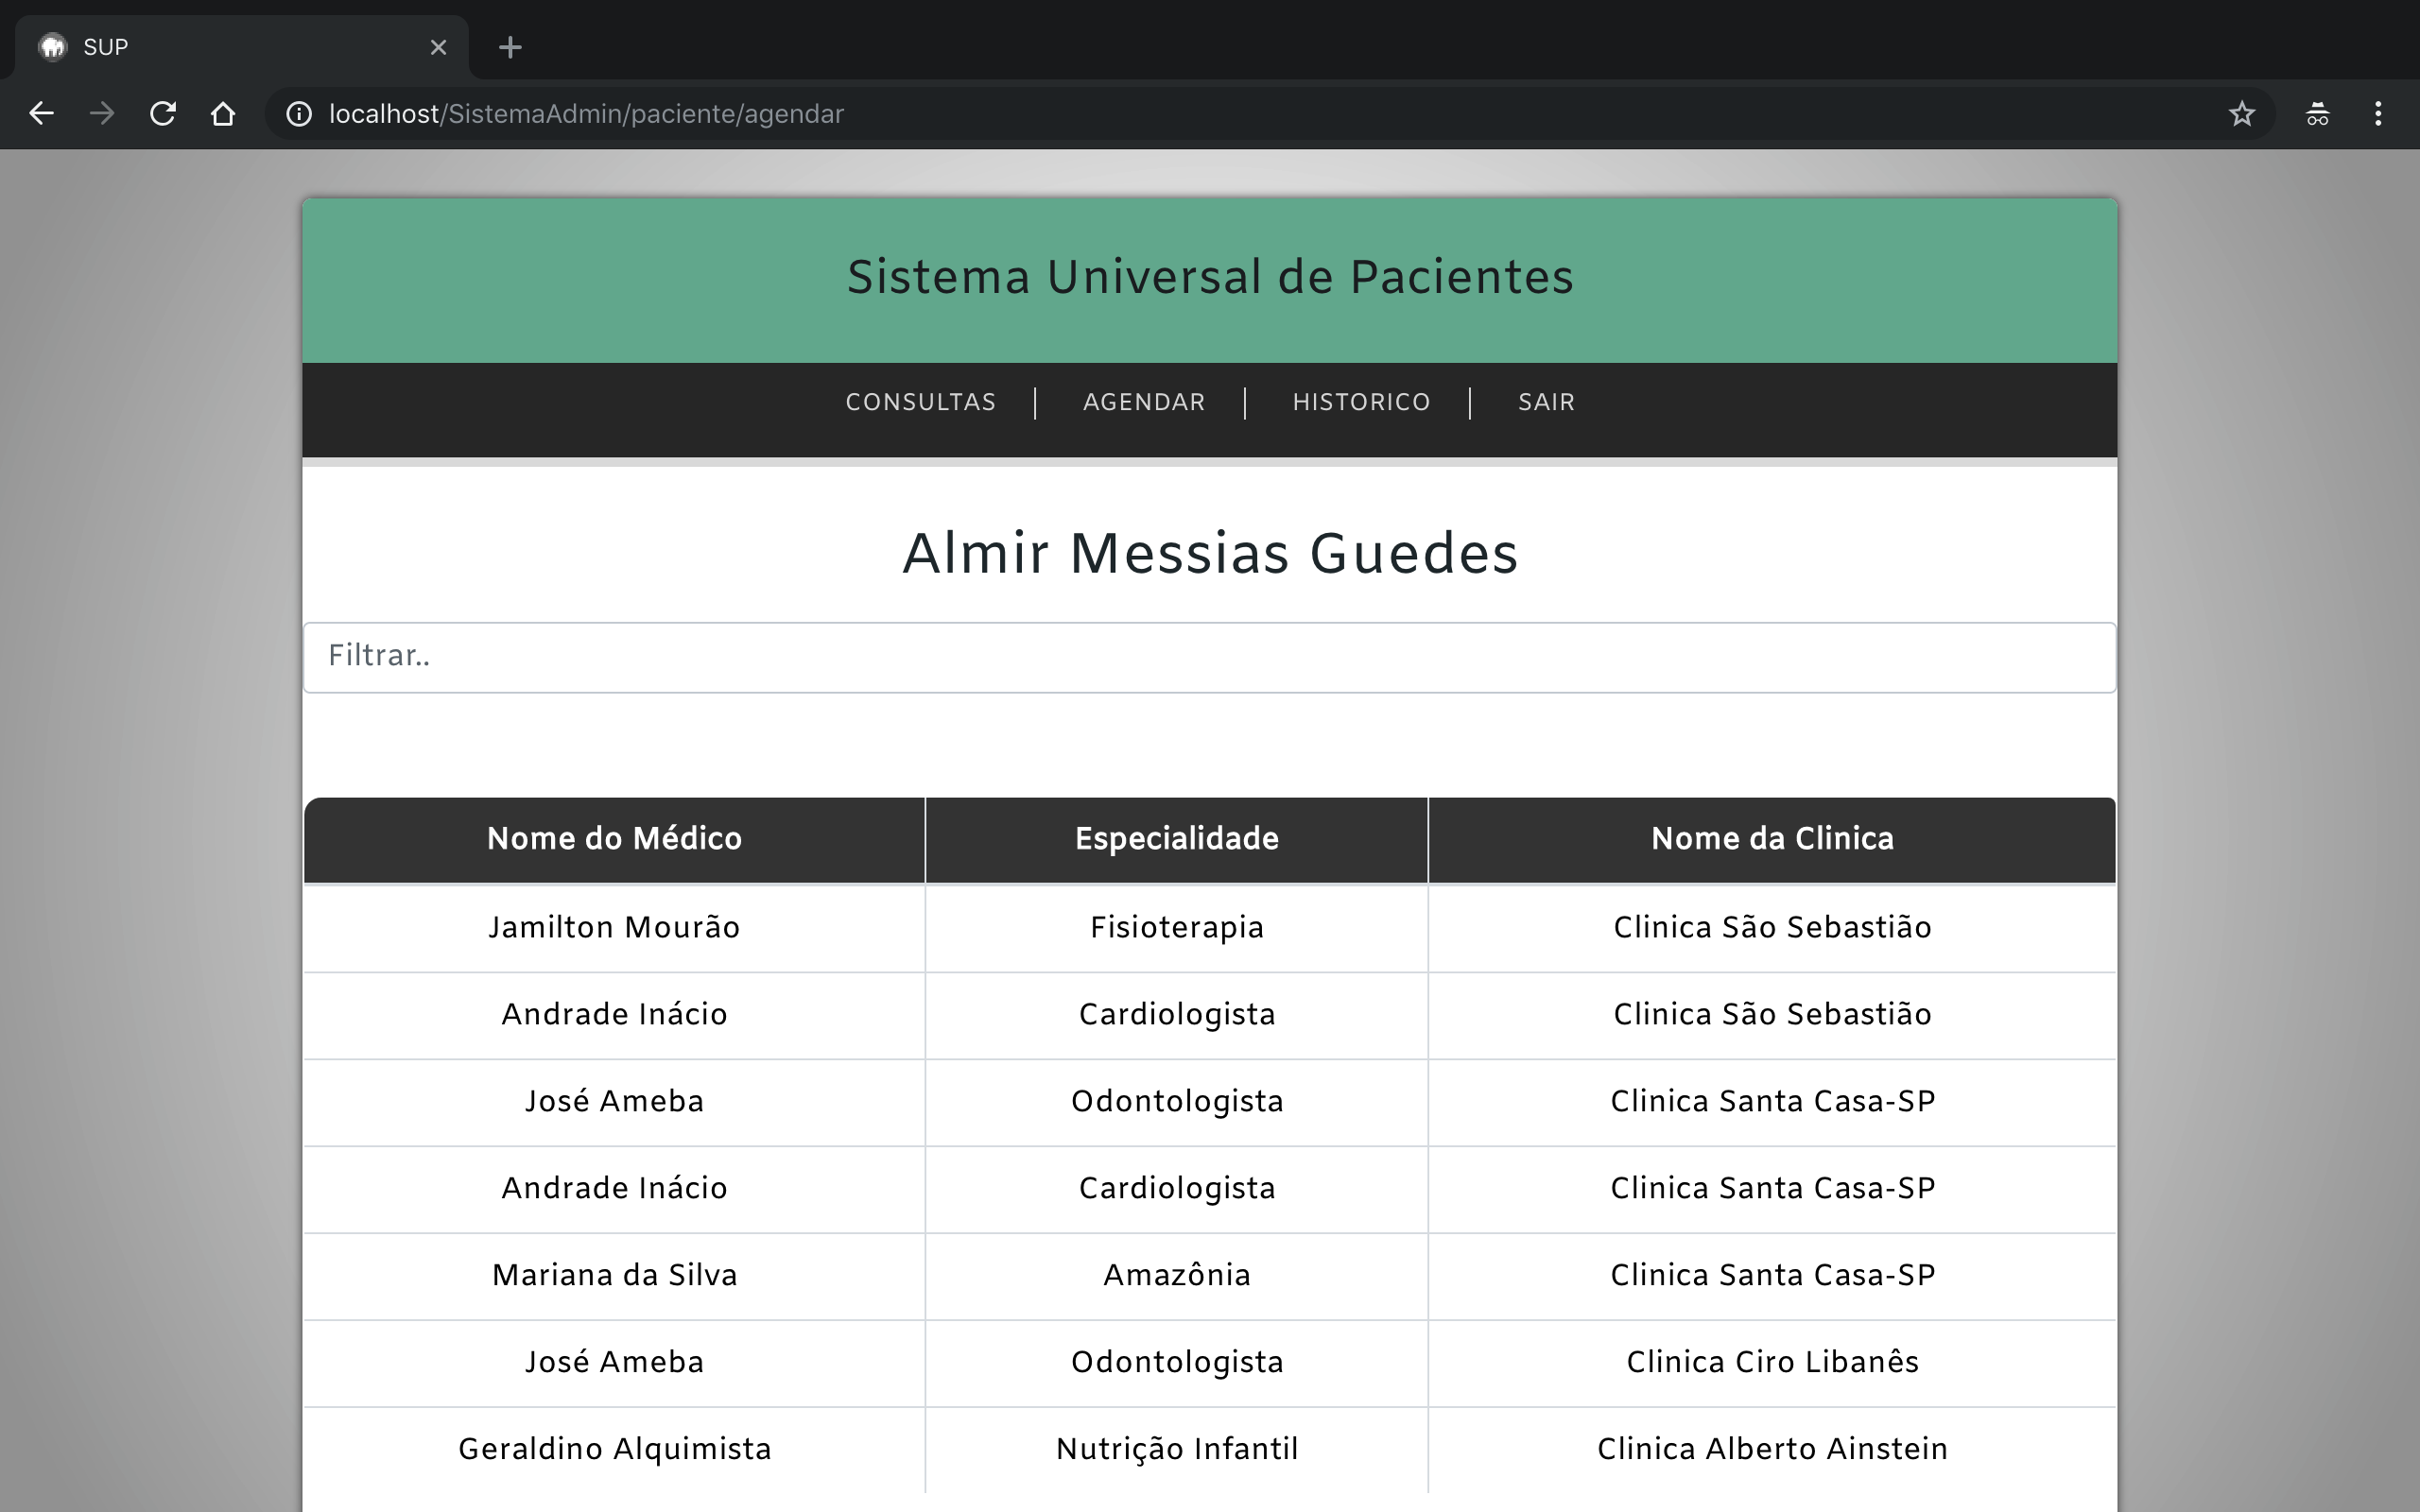 SUP
localhost/SistemaAdmin/paciente/agendar
Sistema Universal de Pacientes
CONSULTAS AGENDAR HISTORICO SAIR
Almir Messias Guedes
Filtrar..
Nome do Médico Especialidade Nome da Clinica
Jamilton Mourão Fisioterapia Clinica São Sebastião
Andrade Inácio Cardiologista Clinica São Sebastião
José Ameba Odontologista Clinica Santa Casa-SP
Andrade Inácio Cardiologista Clinica Santa Casa-SP
Mariana da Silva Amazônia Clinica Santa Casa-SP
José Ameba Odontologista Clinica Ciro Libanês
Geraldino Alquimista Nutrição Infantil Clinica Alberto Ainstein